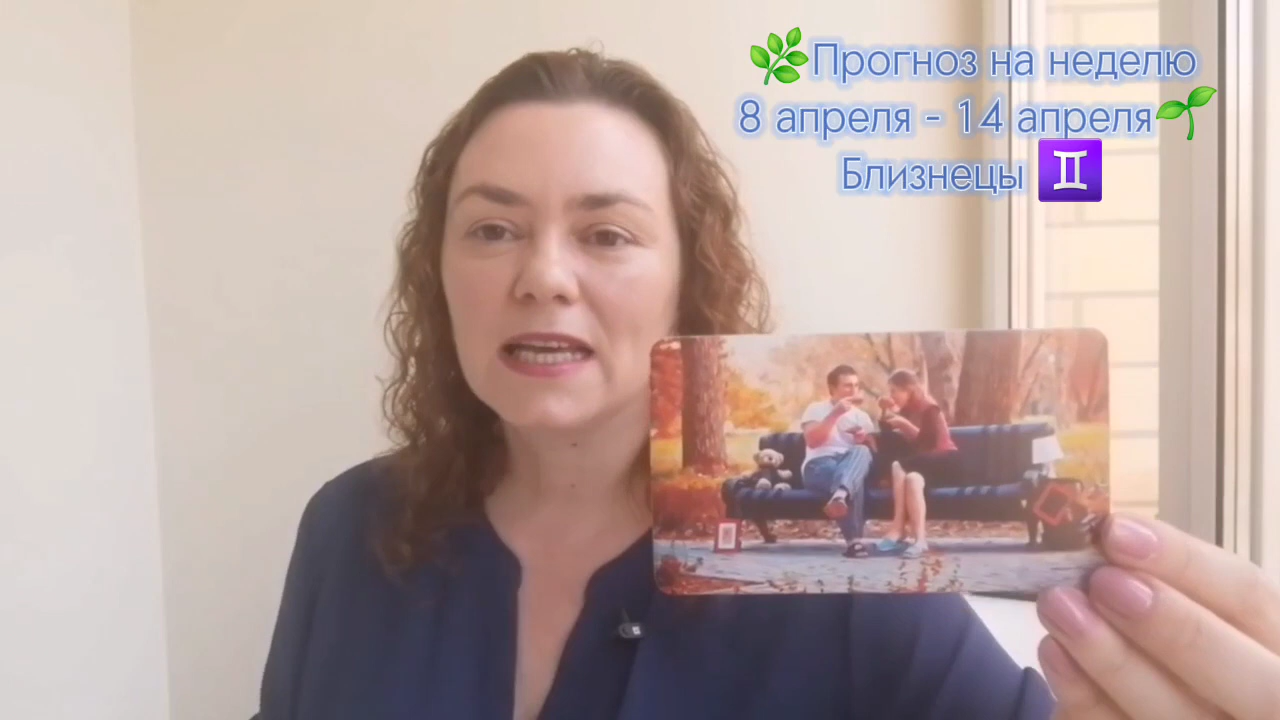 🌿Прогноз на неделю
8 апреля - 14 апреля🌱
Близнецы ♊